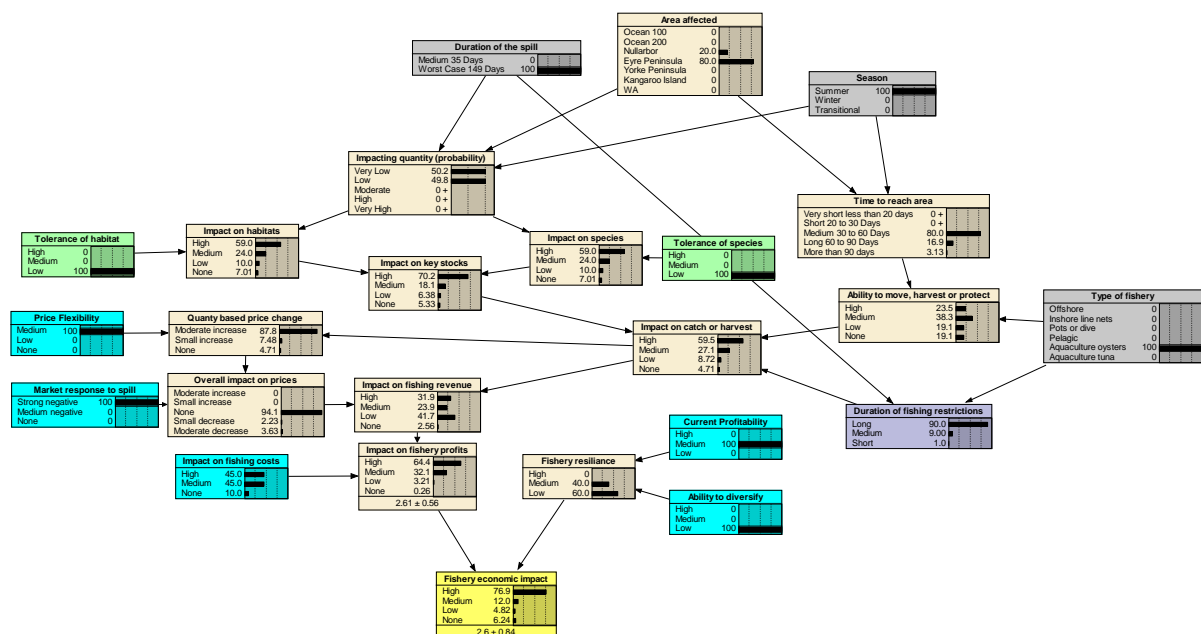 Area affected
Ocean 100 0
Ocean 200 0
Nullarbor 20.0
Eyre Peninsula 80.0
Yorke Peninsula 0
Kangaroo Island 0
WA 0
Duration of the spill
Medium 35 Days 0
Worst Case 149 Days 100
Season
Summer 100
Winter 0
Transitional 0
Impacting quantity (probability)
Very Low 50.2
Low 49.8
Moderate 0 +
High 0 +
Very High 0 +
Time to reach area
Very short less than 20 days 0 +
Short 20 to 30 Days 0 +
Medium 30 to 60 Days 80.0
Long 60 to 90 Days 16.9
More than 90 days 3.13
Tolerance of habitat
High 0
Medium 0
Low 100
Impact on habitats
High 59.0
Medium 24.0
Low 10.0
None 7.01
Impact on species
High 59.0
Medium 24.0
Low 10.0
None 7.01
Tolerance of species
High 0
Medium 0
Low 100
Impact on key stocks
High 70.2
Medium 18.1
Low 6.38
None 5.33
Ability to move, harvest or protect
High 23.5
Medium 38.3
Low 19.1
None 19.1
Type of fishery
Offshore 0
Inshore line nets 0
Pots or dive 0
Pelagic 0
Aquaculture oysters 100
Aquaculture tuna 0
Price Flexibility
Medium 100
Low 0
None 0
Quanty based price change
Moderate increase 87.8
Small increase 7.48
None 4.71
Impact on catch or harvest
High 59.5
Medium 27.1
Low 8.72
None 4.71
Market response to spill
Strong negative 100
Medium negative 0
None 0
Overall impact on prices
Moderate increase 0
Small increase 0
None 94.1
Small decrease 2.23
Moderate decrease 3.63
Impact on fishing revenue
High 31.9
Medium 23.9
Low 41.7
None 2.56
Duration of fishing restrictions
Long 90.0
Medium 9.00
Short 1.0
Current Profitability
High 0
Medium 100
Low 0
Impact on fishing costs
High 45.0
Medium 45.0
None 10.0
Impact on fishery profits
High 64.4
Medium 32.1
Low 3.21
None 0.26
2.61 ± 0.56
Fishery resiliance
High 0
Medium 40.0
Low 60.0
Ability to diversify
High 0
Medium 0
Low 100
Fishery economic impact
High 76.9
Medium 12.0
Low 4.82
None 6.24
2.6 ± 0.84